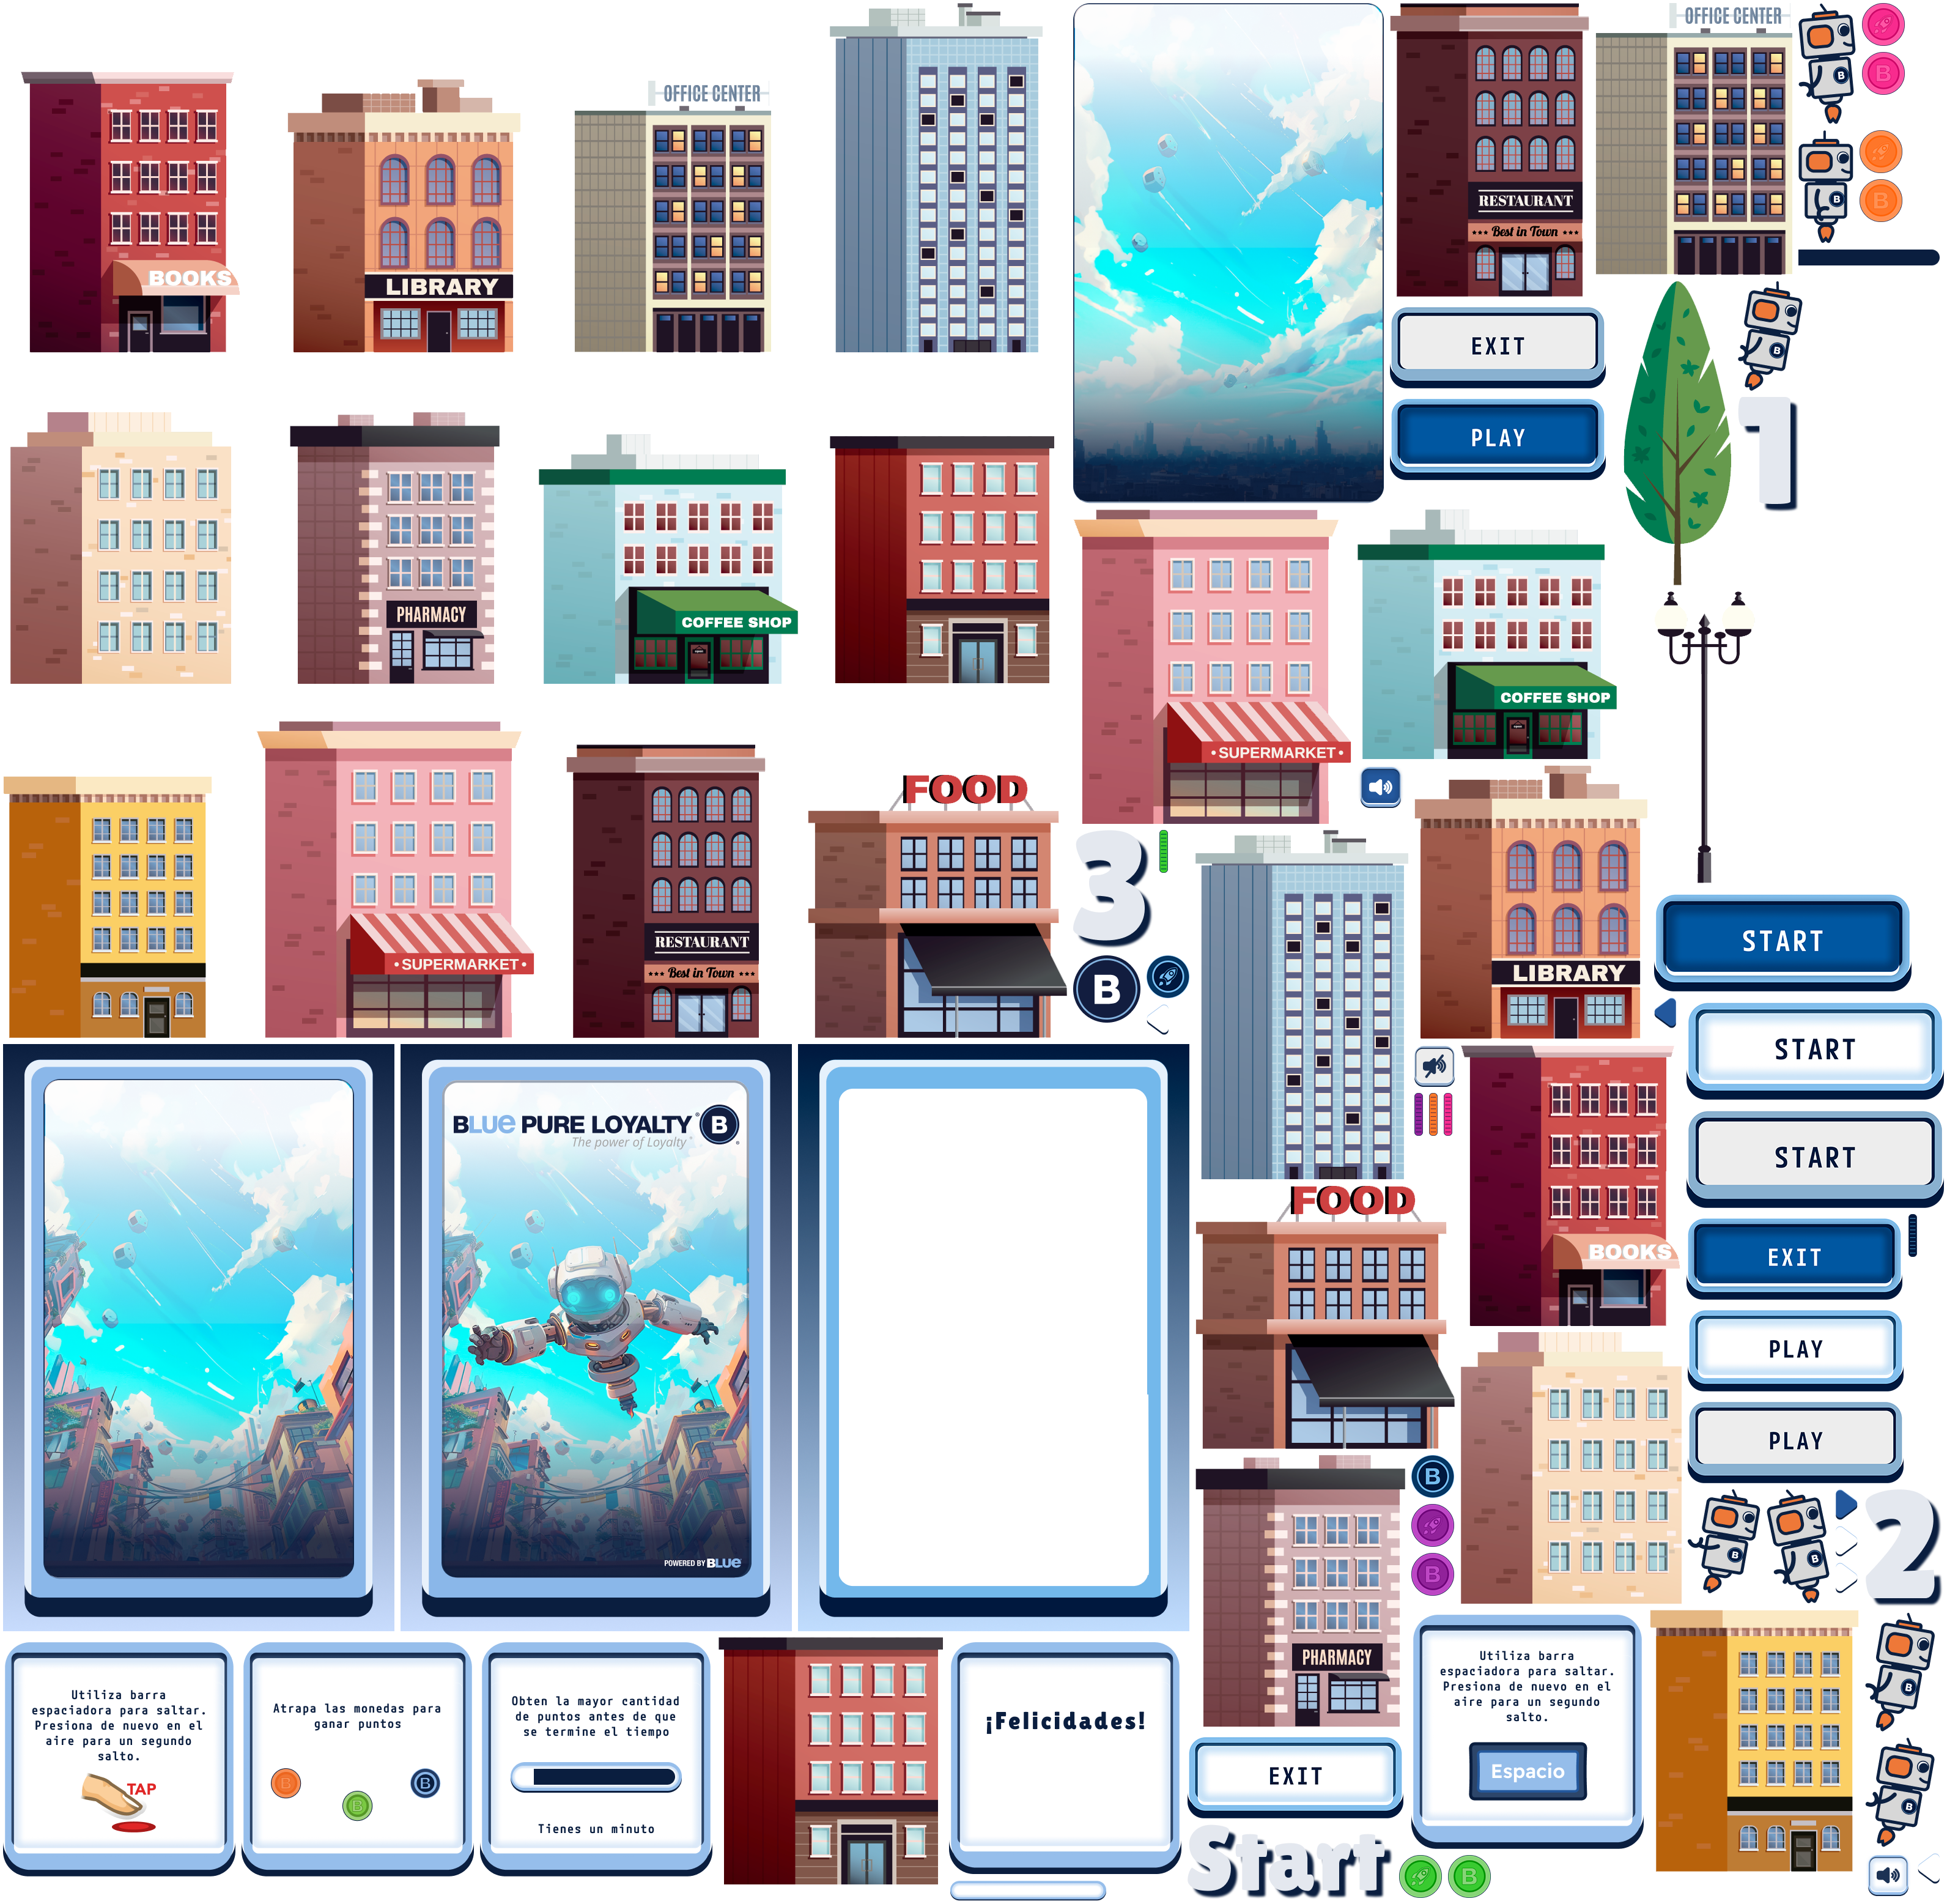 OFFICE CENTER
OFFICE CENTER
B
B
B
B
BOOKS
LIBRARY
RESTAURANT
Best in Town
EXIT
B
PLAY
1
PHARMACY
COFFEE SHOP
SUPERMARKET
COFFEE SHOP
FOOD
3
SUPERMARKET
RESTAURANT
Best in Town
B
LIBRARY
START
START
BLUE PURE LOYALTY® B®
The power of Loyalty
START
FOOD
BOOKS
EXIT
PLAY
PLAY
POWERED BY BLUE
B
B
B
B
2
PHARMACY
Utiliza barra
espaciadora para saltar.
Presiona de nuevo en el
aire para un segundo
salto.
TAP
Atrapa las monedas para
ganar puntos
B
B
B
Obten la mayor cantidad
de puntos antes de que
se termine el tiempo
Tienes un minuto
¡Felicidades!
EXIT
Utiliza barra
espaciadora para saltar.
Presiona de nuevo en el
aire para un segundo
salto.
Espacio
B
B
Start
B